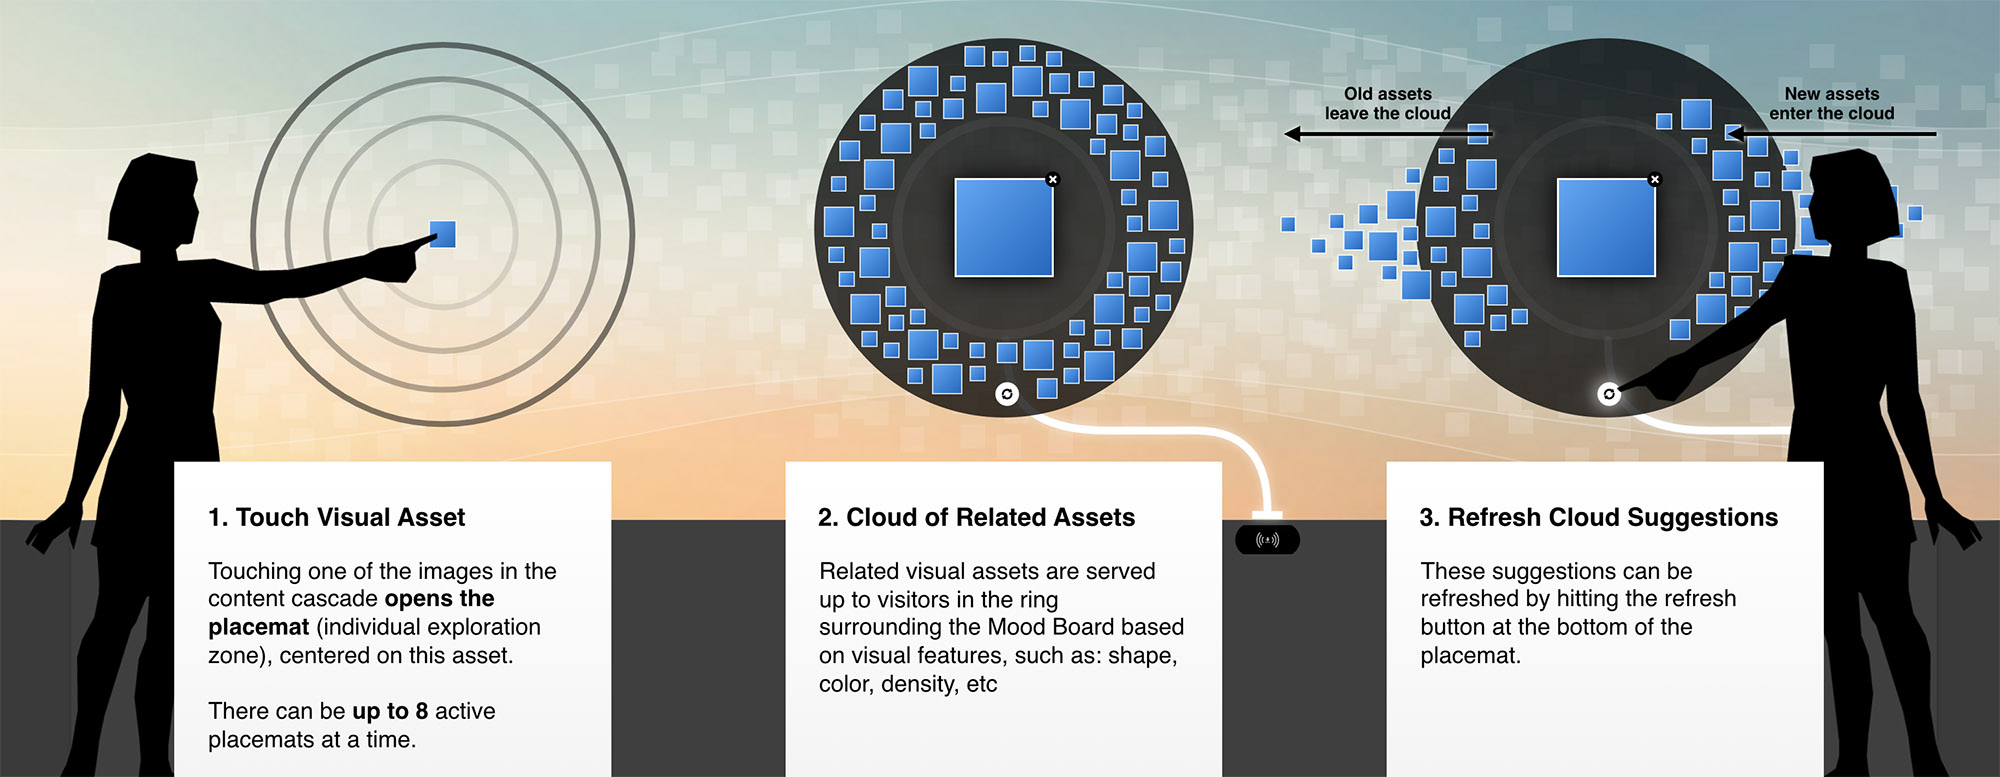 Old assets
leave the cloud
New assets
enter the cloud
1. Touch Visual Asset
Touching one of the images in the
content cascade opens the
placemat (individual exploration
zone), centered on this asset.
There can be up to 8 active
placemats at a time.
2. Cloud of Related Assets
Related visual assets are served
up to visitors in the ring
surrounding the Mood Board based
on visual features, such as: shape,
color, density, etc
3. Refresh Cloud Suggestions
These suggestions can be
refreshed by hitting the refresh
button at the bottom of the
placemat.